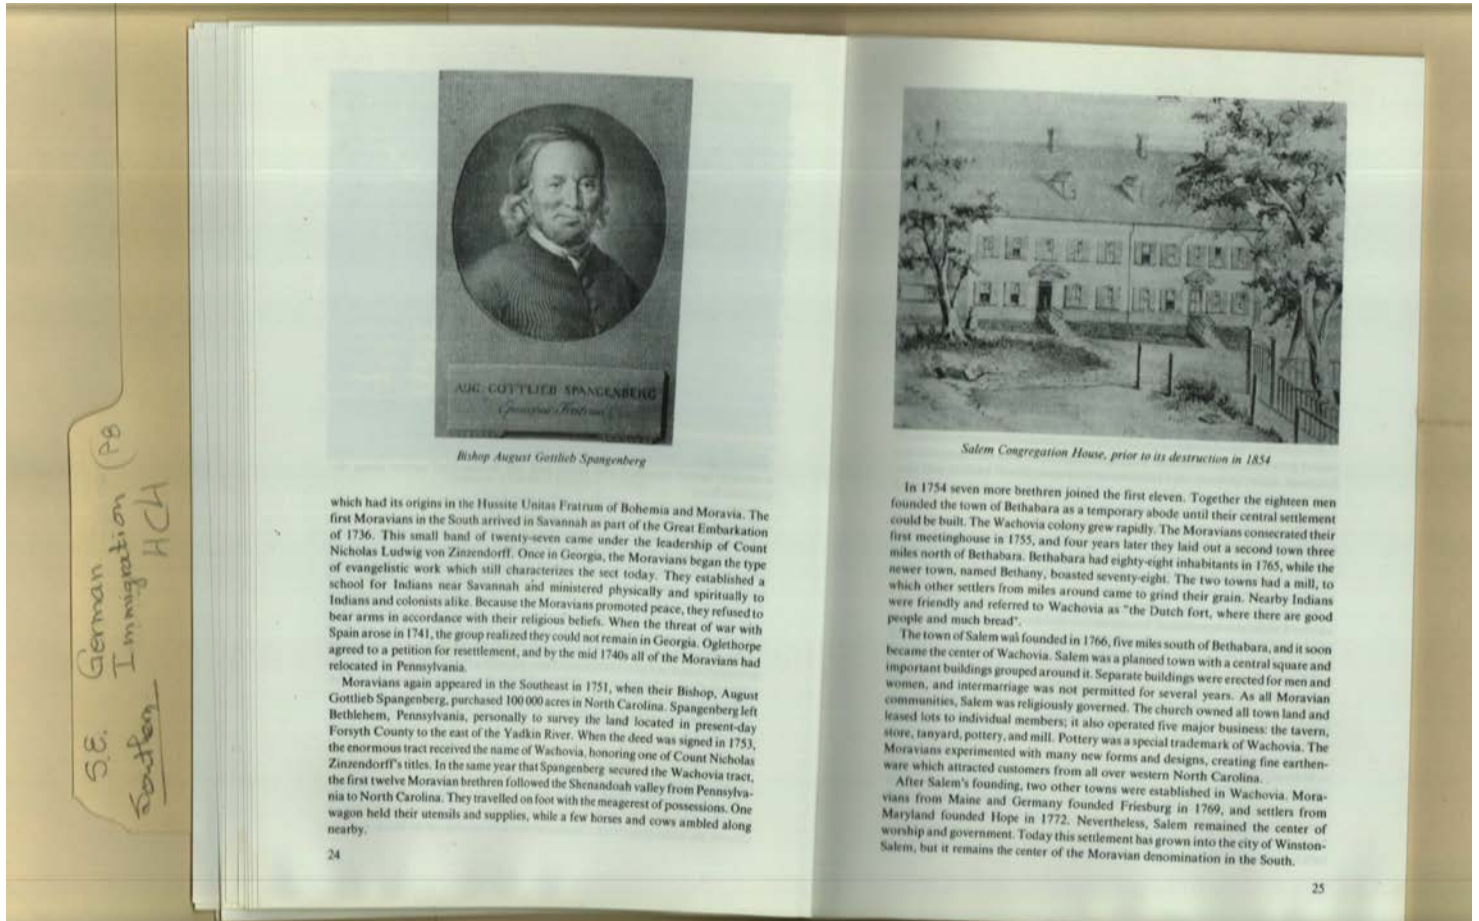 S.E. German
Southern Immigration (P8
HCH
AUG. GOTTLIEB SPANGENBERG
Episcopus Fratrum
Bishop August Gottlieb Spangenberg
which had its origins in the Hussite Unitas Fratrum of Bohemia and Moravia. The
first Moravians in the South arrived in Savannah as part of the Great Embarkation
of 1736. This small band of twenty-seven came under the leadership of Count
Nicholas Ludwig von Zinzendorff. Once in Georgia, the Moravians began the type
of evangelistic work which still characterizes the sect today. They established a
school for Indians near Savannah and ministered physically and spiritually to
Indians and colonists alike. Because the Moravians promoted peace, they refused to
bear arms in accordance with their religious beliefs. When the threat of war with
Spain arose in 1741, the group realized they could not remain in Georgia. Oglethorpe
agreed to a petition for resettlement, and by the mid 1740s all of the Moravians had
relocated in Pennsylvania.
Moravians again appeared in the Southeast in 1751, when their Bishop, August
Gottlieb Spangenberg, purchased 100 000 acres in North Carolina. Spangenberg left
Bethlehem, Pennsylvania, personally to survey the land located in present-day
Forsyth County to the east of the Yadkin River. When the deed was signed in 1753,
the enormous tract received the name of Wachovia, honoring one of Count Nicholas
Zinzendorff's titles. In the same year that Spangenberg secured the Wachovia tract,
the first twelve Moravian brethren followed the Shenandoah valley from Pennsylva-
nia to North Carolina. They travelled on foot with the meagerest of possessions. One
wagon held their utensils and supplies, while a few horses and cows ambled along
nearby.
24
Salem Congregation House, prior to its destruction in 1854
In 1754 seven more brethren joined the first eleven. Together the eighteen men
founded the town of Bethabara as a temporary abode until their central settlement
could be built. The Wachovia colony grew rapidly. The Moravians consecrated their
first meetinghouse in 1755, and four years later they laid out a second town three
miles north of Bethabara. Bethabara had eighty-eight inhabitants in 1765, while the
newer town, named Bethany, boasted seventy-eight. The two towns had a mill, to
which other settlers from miles around came to grind their grain. Nearby Indians
were friendly and referred to Wachovia as "the Dutch fort, where there are good
people and much bread".
The town of Salem was founded in 1766, five miles south of Bethabara, and it soon
became the center of Wachovia. Salem was a planned town with a central square and
important buildings grouped around it. Separate buildings were erected for men and
women, and intermarriage was not permitted for several years. As all Moravian
communities, Salem was religiously governed. The church owned all town land and
leased lots to individual members; it also operated five major business: the tavern,
store, tanyard, pottery, and mill. Pottery was a special trademark of Wachovia. The
Moravians experimented with many new forms and designs, creating fine earthen-
ware which attracted customers from all over western North Carolina.
After Salem's founding, two other towns were established in Wachovia. Mora-
vians from Maine and Germany founded Friesburg in 1769, and settlers from
Maryland founded Hope in 1772. Nevertheless, Salem remained the center of
worship and government. Today this settlement has grown into the city of Winston-
Salem, but it remains the center of the Moravian denomination in the South.
25